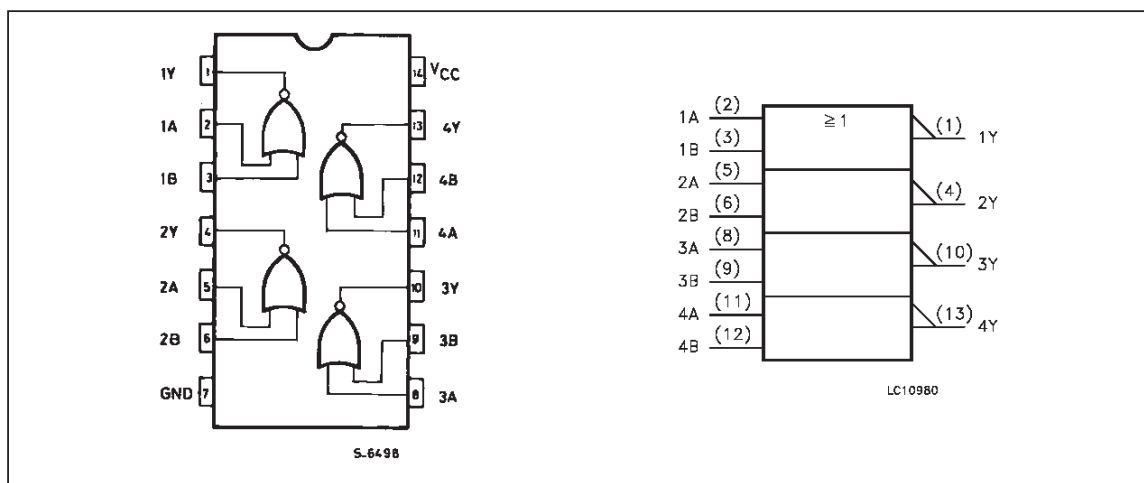 1Y 1
1A 2
1B 3
2Y 4
2A 5
2B 6
GND 7
14 VCC
13 4Y
12 4B
11 4A
10 3Y
9 3B
8 3A
S-6498
≧ 1
1A (2)
1B (3)
2A (5)
2B (6)
3A (8)
3B (9)
4A (11)
4B (12)
(1) 1Y
(4) 2Y
(10) 3Y
(13) 4Y
LC10980